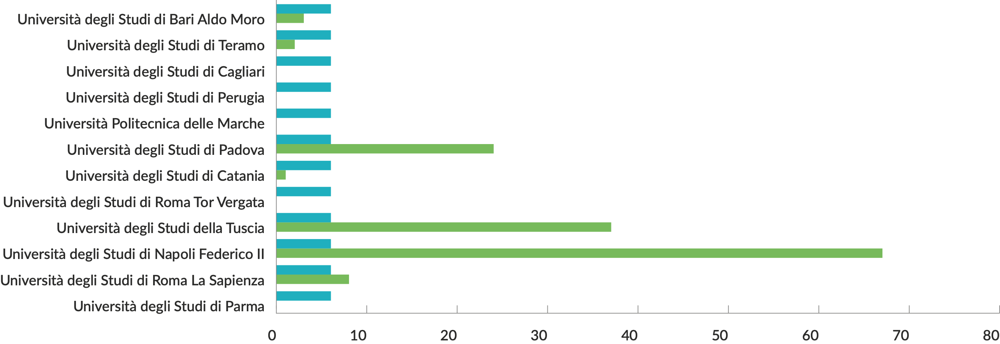 Università degli Studi di Bari Aldo Moro
Università degli Studi di Teramo
Università degli Studi di Cagliari
Università degli Studi di Perugia
Università Politecnica delle Marche
Università degli Studi di Padova
Università degli Studi di Catania
Università degli Studi di Roma Tor Vergata
Università degli Studi della Tuscia
Università degli Studi di Napoli Federico II
Università degli Studi di Roma La Sapienza
Università degli Studi di Parma
0 10 20 30 40 50 60 70 80